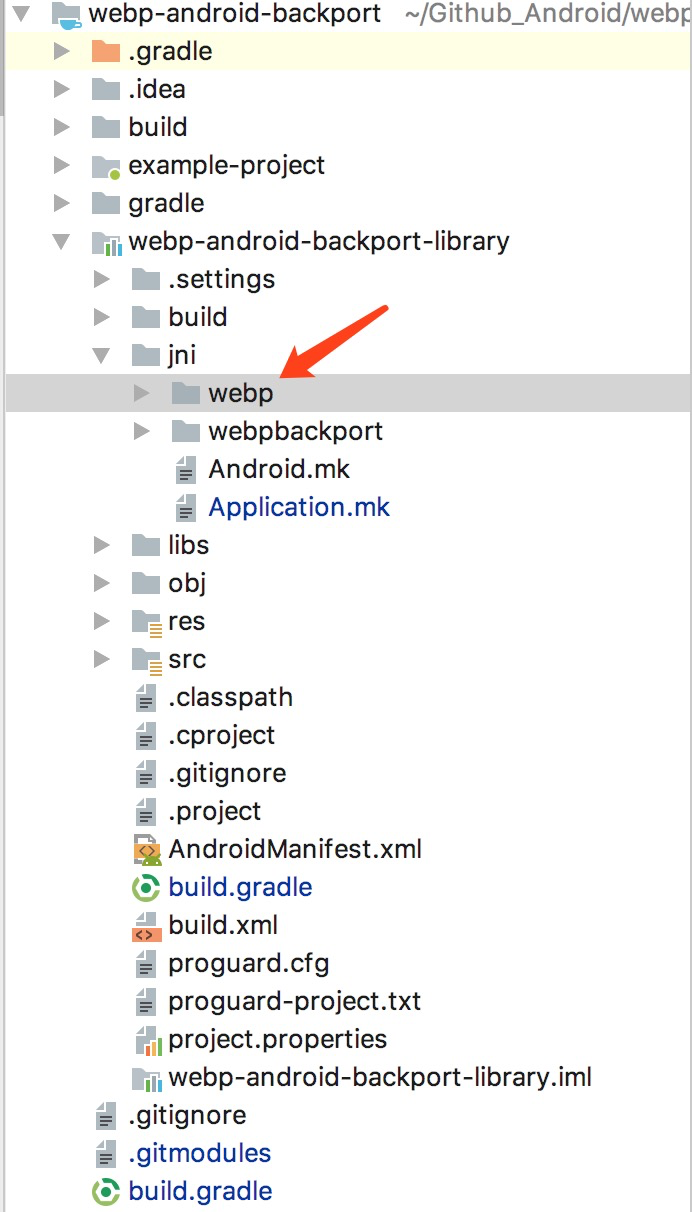 webp-android-backport ~/Github_Android/webp
.gradle
.idea
build
example-project
gradle
webp-android-backport-library
.settings
build
jni
webp
webpbackport
Android.mk
Application.mk
libs
obj
res
src
.classpath
.cproject
.gitignore
.project
AndroidManifest.xml
build.gradle
build.xml
proguard.cfg
proguard-project.txt
project.properties
webp-android-backport-library.iml
.gitignore
.gitmodules
build.gradle